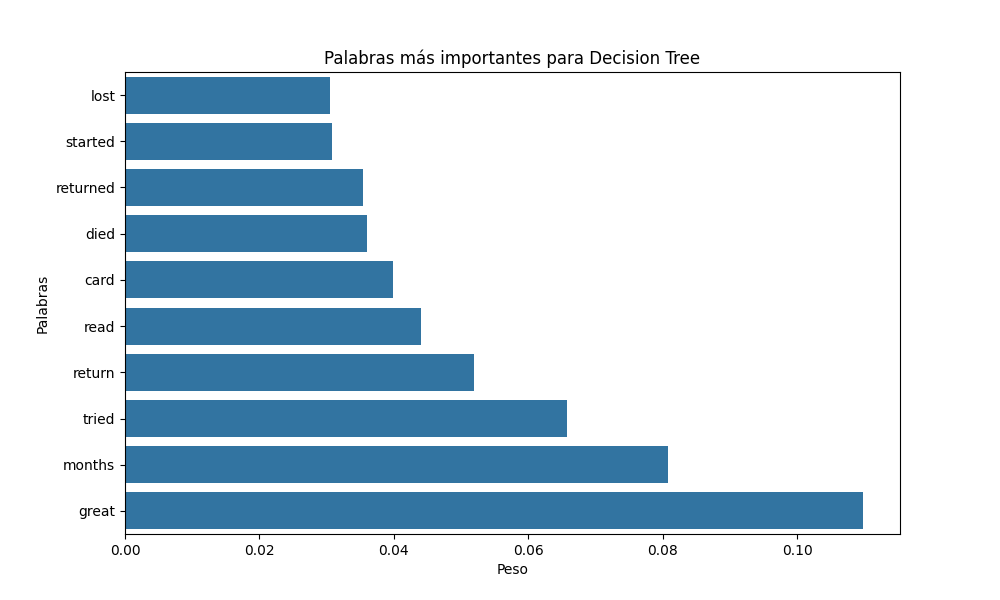 Palabras más importantes para Decision Tree
lost
started
returned
died
card
read
return
tried
months
great
Palabras
0.00 0.02 0.04 0.06 0.08 0.10
Peso